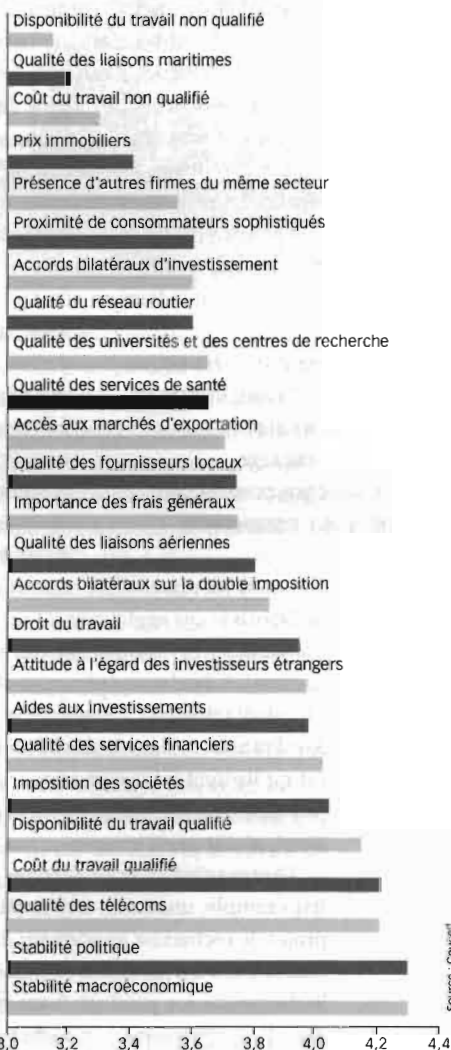 Disponibilité du travail non qualifié
Qualité des liaisons maritimes
Coût du travail non qualifié
Prix immobiliers
Présence d'autres firmes du même secteur
Proximité de consommateurs sophistiqués
Accords bilatéraux d'investissement
Qualité du réseau routier
Qualité des universités et des centres de recherche
Qualité des services de santé
Accès aux marchés d'exportation
Qualité des fournisseurs locaux
Importance des frais généraux
Qualité des liaisons aériennes
Accords bilatéraux sur la double imposition
Droit du travail
Attitude à l'égard des investisseurs étrangers
Aides aux investissements
Qualité des services financiers
Imposition des sociétés
Disponibilité du travail qualifié
Coût du travail qualifié
Qualité des télécoms
Stabilité politique
Stabilité macroéconomique
3,0 3,2 3,4 3,6 3,8 4,0 4,2 4,4
Source :